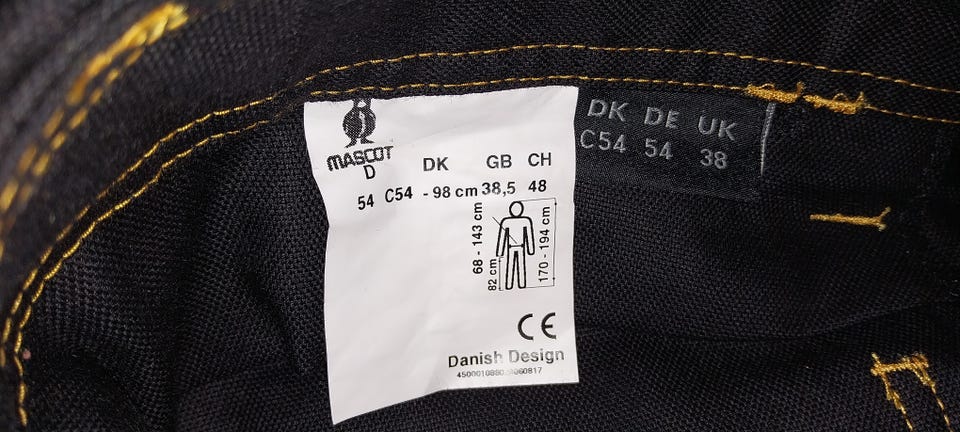 MASCOT
D DK GB CH
54 C54 - 98 cm 38,5 48
68 - 143 cm
82 cm
170 - 194 cm
CE
Danish Design
DK DE UK
C54 54 38